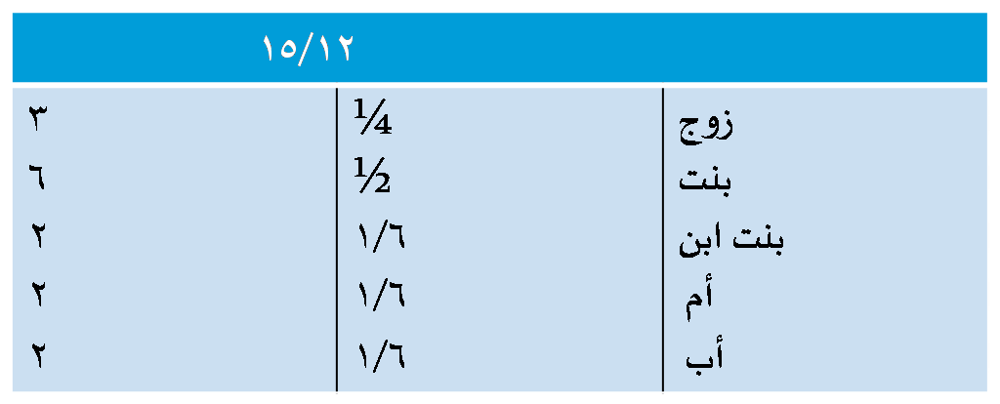 ١٥/١٢
زوج ¼ ٣
بنت ½ ٦
بنت ابن ١/٦ ٢
أم ١/٦ ٢
أب ١/٦ ٢